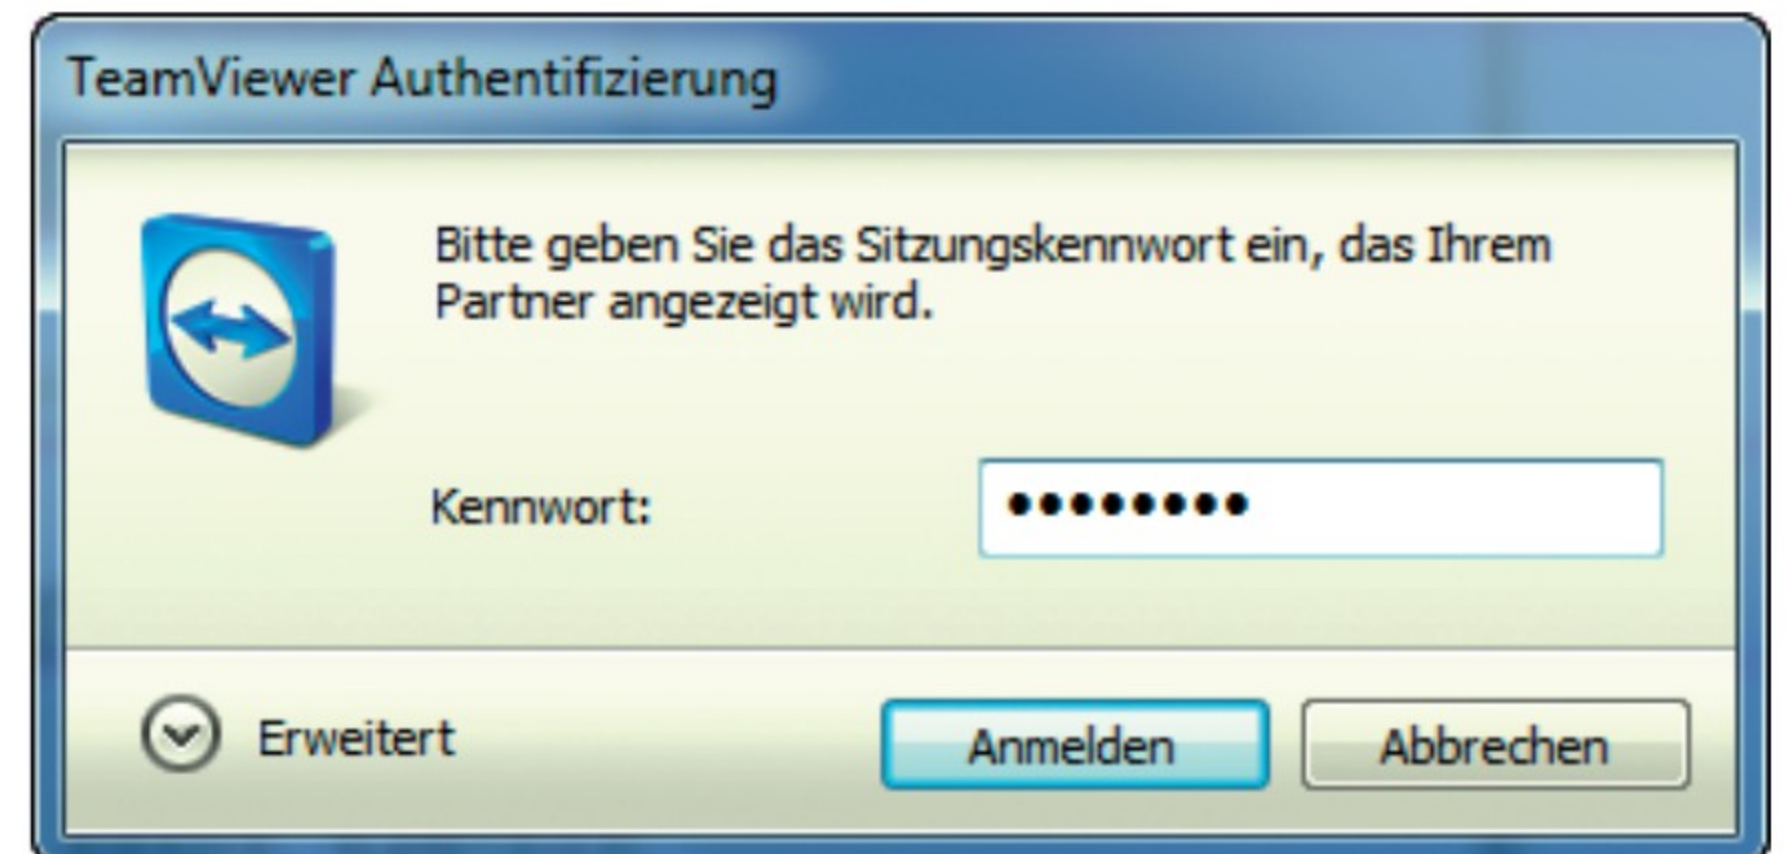 TeamViewer Authentifizierung
Bitte geben Sie das Sitzungskennwort ein, das Ihrem
Partner angezeigt wird.
Kennwort: ••••••••
Erweitert Anmelden Abbrechen